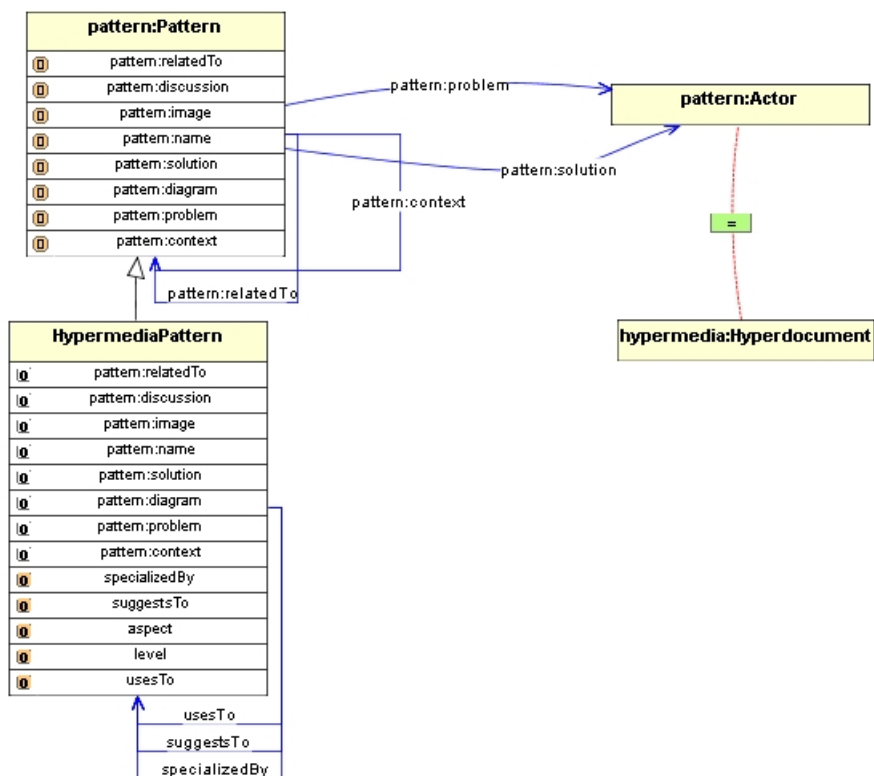 pattern:Pattern
pattern:relatedTo
pattern:discussion
pattern:image
pattern:name
pattern:solution
pattern:diagram
pattern:problem
pattern:context
pattern:problem
pattern:Actor
pattern:solution
pattern:context
=
pattern:relatedTo
hypermedia:Hyperdocument
HypermediaPattern
pattern:relatedTo
pattern:discussion
pattern:image
pattern:name
pattern:solution
pattern:diagram
pattern:problem
pattern:context
specializedBy
suggestsTo
aspect
level
usesTo
usesTo
suggestsTo
specializedBy